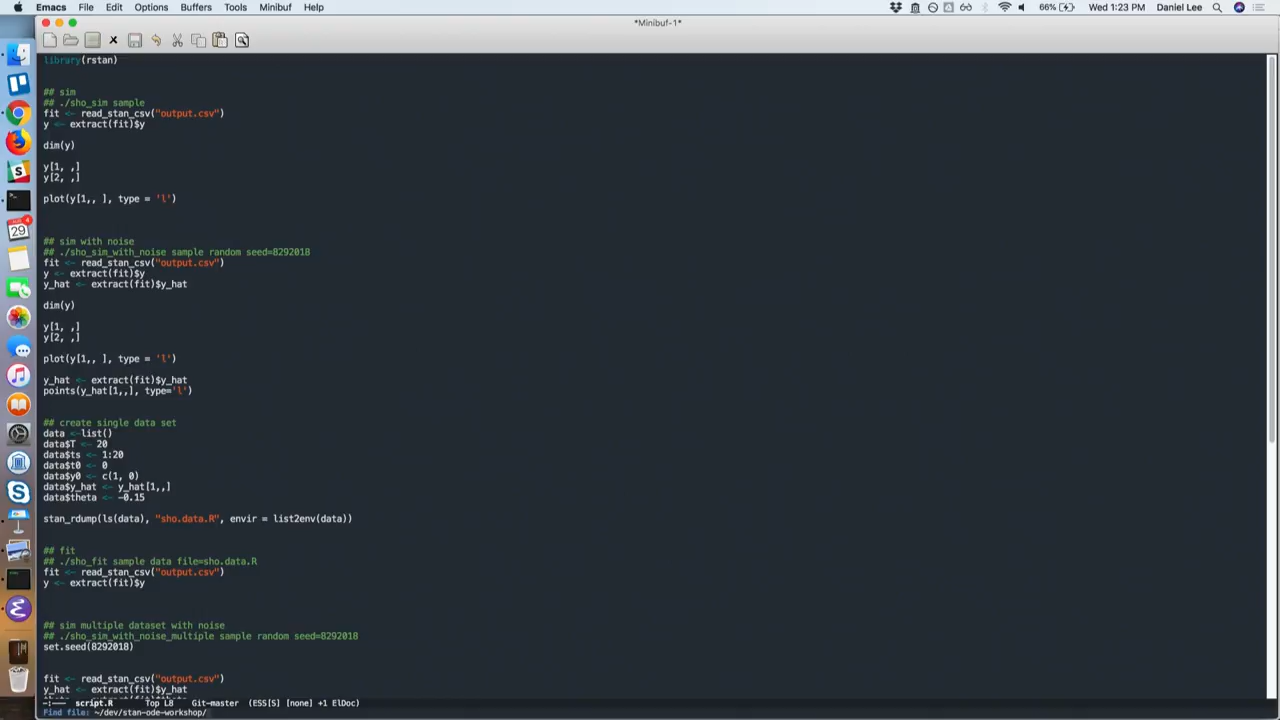 Emacs File Edit Options Buffers Tools Minibuf Help 66% Wed 1:23 PM Daniel Lee
*Minibuf-1*
library(rstan)
## sim
## ./sho_sim sample
fit <- read_stan_csv("output.csv")
y <- extract(fit)$y
dim(y)
y[1, ,]
y[2, ,]
plot(y[1,, ], type = 'l')
## sim with noise
## ./sho_sim_with_noise sample random seed=8292018
fit <- read_stan_csv("output.csv")
y <- extract(fit)$y
y_hat <- extract(fit)$y_hat
dim(y)
y[1, ,]
y[2, ,]
plot(y[1,, ], type = 'l')
y_hat <- extract(fit)$y_hat
points(y_hat[1,,], type='l')
## create single data set
data <-list()
data$T <- 20
data$ts <- 1:20
data$t0 <- 0
data$y0 <- c(1, 0)
data$y_hat <- y_hat[1,,]
data$theta <- -0.15
stan_rdump(ls(data), "sho.data.R", envir = list2env(data))
## fit
## ./sho_fit sample data file=sho.data.R
fit <- read_stan_csv("output.csv")
y <- extract(fit)$y
## sim multiple dataset with noise
## ./sho_sim_with_noise_multiple sample random seed=8292018
set.seed(8292018)
fit <- read_stan_csv("output.csv")
y_hat <- extract(fit)$y_hat
-:--- script.R Top L8 Git-master (ESS[S] [none] +1 ElDoc)
Find file: ~/dev/stan-ode-workshop/